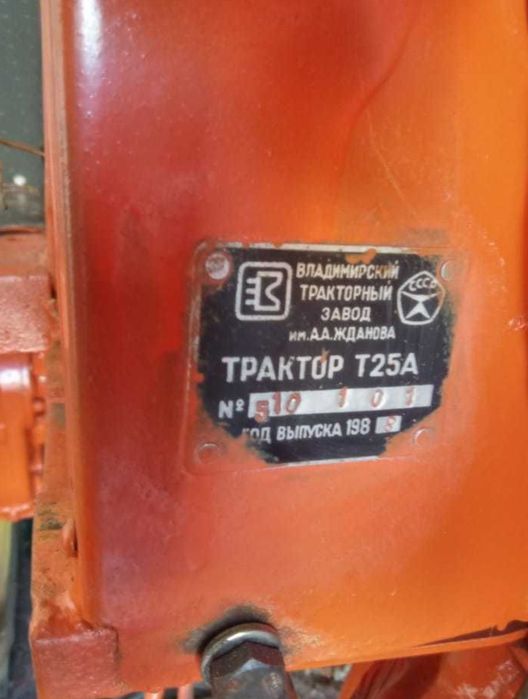 ВЛАДИМИРСКИЙ
ТРАКТОРНЫЙ
ЗАВОД
им.А.А.ЖДАНОВА
СССР
ТРАКТОР Т25А
№ 510 101
ГОД ВЫПУСКА 198